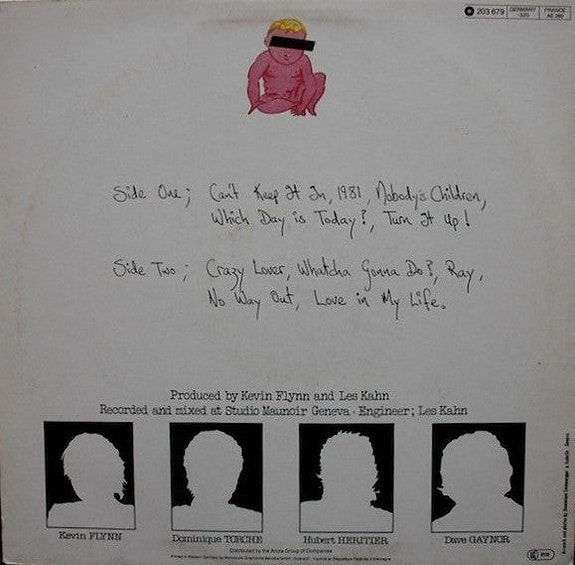 203 679 GERMANY -320 FRANCE AE 260
Side One; Can't Keep It In, 1981, Nobody's Children,
Which Day is Today?, Turn It Up!
Side Two; Crazy Lover, Whatcha Gonna Do?, Ray,
No Way Out, Love in My Life.
Produced by Kevin Flynn and Les Kahn
Recorded and mixed at Studio Maunoir Geneva - Engineer; Les Kahn
Kevin FLYNN
Dominique TORCHE
Hubert HERITIER
Dave GAYNOR
Distributed by the Ariola Group of Companies